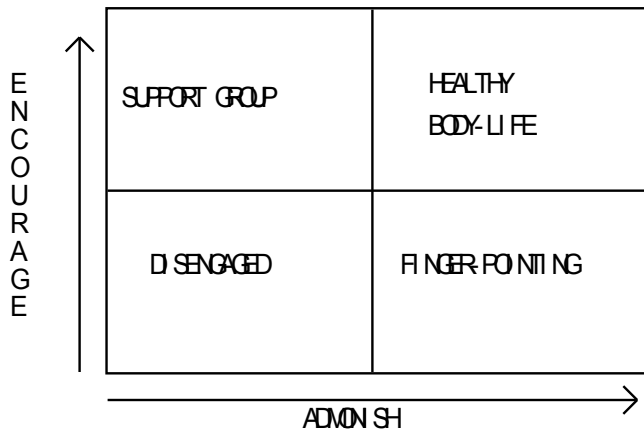 ENCOURAGE
SUPPORT GROUP
HEALTHY
BODY-LIFE
DISENGAGED
FINGER-POINTING
ADMONISH